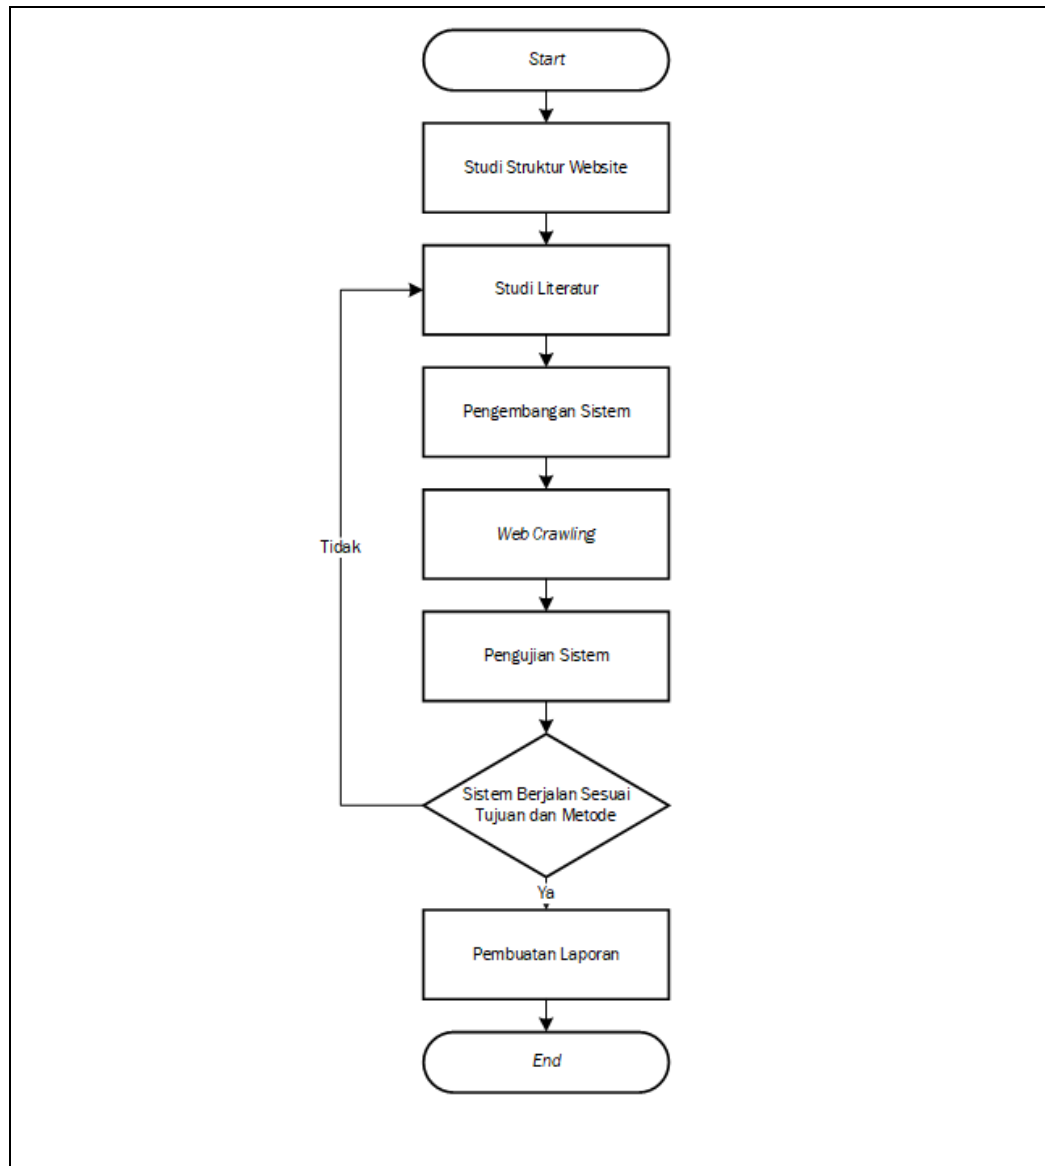 Start
Studi Struktur Website
Studi Literatur
Pengembangan Sistem
Web Crawling
Tidak
Pengujian Sistem
Sistem Berjalan Sesuai
Tujuan dan Metode
Ya
Pembuatan Laporan
End